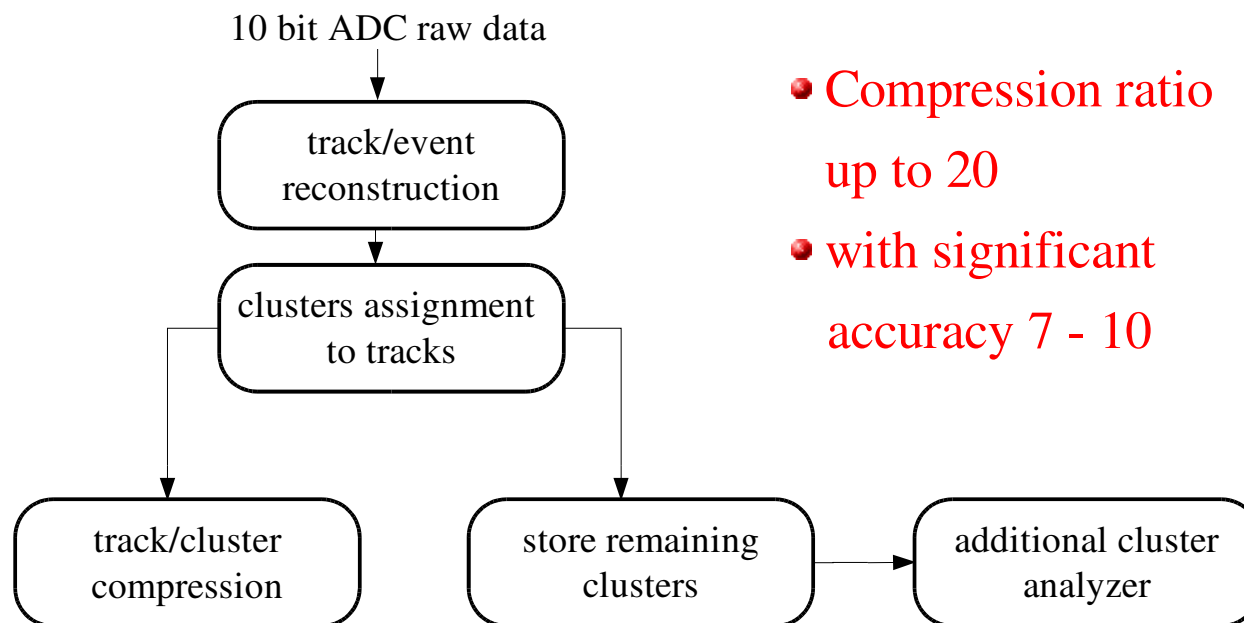 10 bit ADC raw data
track/event
reconstruction
clusters assignment
to tracks
track/cluster
compression
store remaining
clusters
additional cluster
analyzer
Compression ratio
up to 20
with significant
accuracy 7 - 10